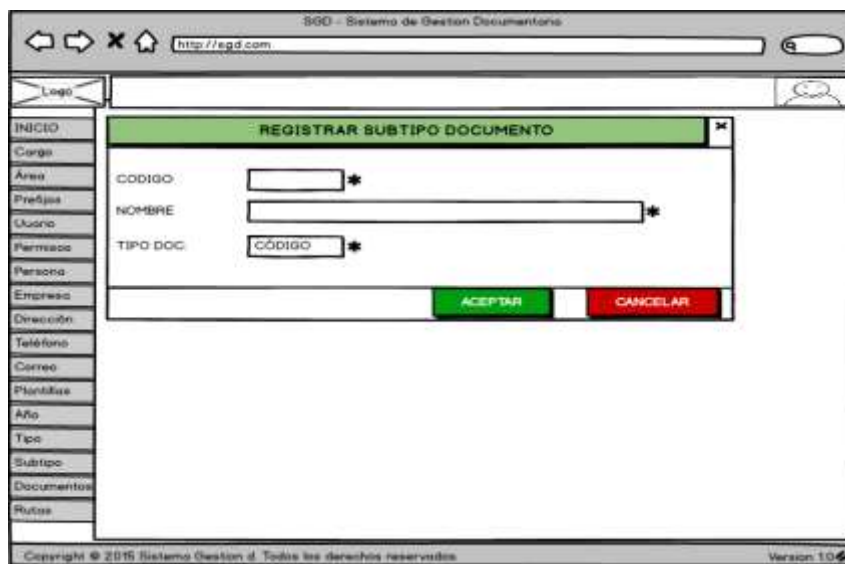 SGD - Sistema de Gestion Documentario
http://sgd.com
Logo
INICIO
Cargo
Área
Prefijos
Usuario
Permisos
Persona
Empresa
Dirección
Teléfono
Correo
Plantillas
Año
Tipo
Subtipo
Documentos
Rutas
REGISTRAR SUBTIPO DOCUMENTO
CODIGO *
NOMBRE *
TIPO DOC. CÓDIGO *
ACEPTAR CANCELAR
Copyright © 2015 Sistema Gestion d. Todos los derechos reservados Version 1.0